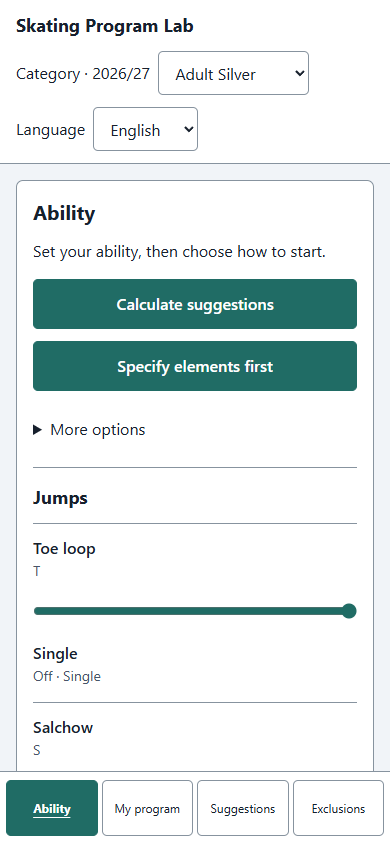 Skating Program Lab
Category · 2026/27 Adult Silver
Language English
Ability
Set your ability, then choose how to start.
Calculate suggestions
Specify elements first
More options
Jumps
Toe loop
T
Single
Off · Single
Salchow
S
Ability My program Suggestions Exclusions